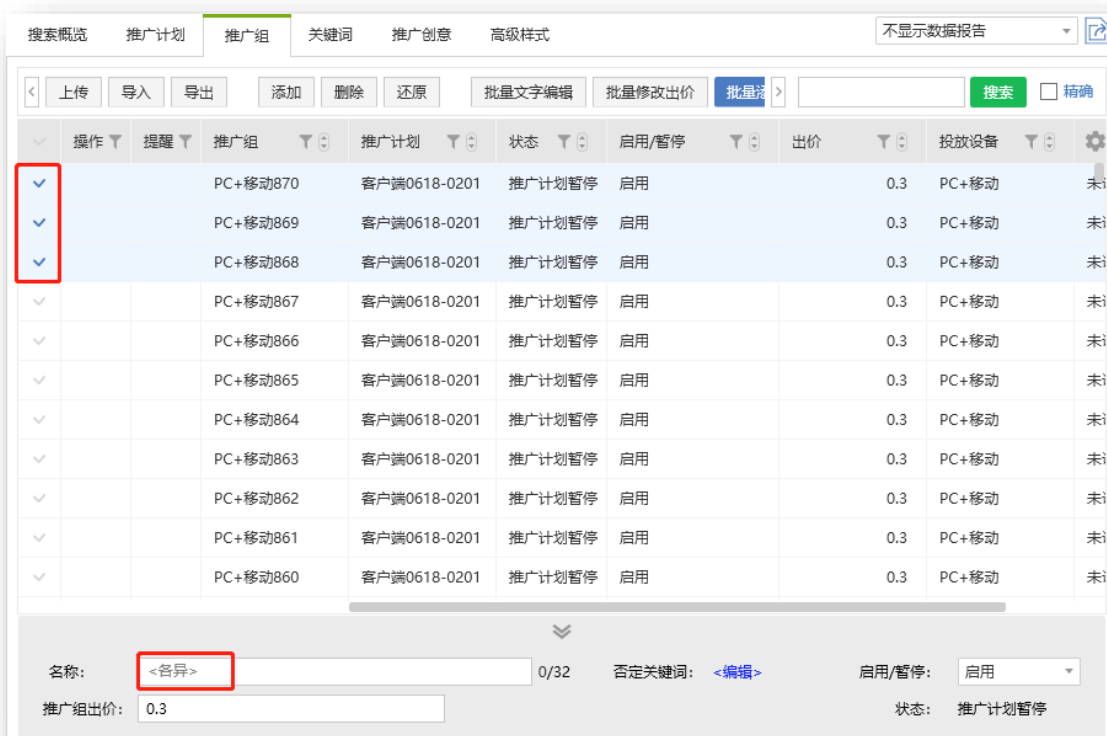 搜索概览 推广计划 推广组 关键词 推广创意 高级样式 不显示数据报告
上传 导入 导出 添加 删除 还原 批量文字编辑 批量修改出价 批量 搜索 精确
操作 提醒 推广组 推广计划 状态 启用/暂停 出价 投放设备
PC+移动870 客户端0618-0201 推广计划暂停 启用 0.3 PC+移动 未
PC+移动869 客户端0618-0201 推广计划暂停 启用 0.3 PC+移动 未
PC+移动868 客户端0618-0201 推广计划暂停 启用 0.3 PC+移动 未
PC+移动867 客户端0618-0201 推广计划暂停 启用 0.3 PC+移动 未
PC+移动866 客户端0618-0201 推广计划暂停 启用 0.3 PC+移动 未
PC+移动865 客户端0618-0201 推广计划暂停 启用 0.3 PC+移动 未
PC+移动864 客户端0618-0201 推广计划暂停 启用 0.3 PC+移动 未
PC+移动863 客户端0618-0201 推广计划暂停 启用 0.3 PC+移动 未
PC+移动862 客户端0618-0201 推广计划暂停 启用 0.3 PC+移动 未
PC+移动861 客户端0618-0201 推广计划暂停 启用 0.3 PC+移动 未
PC+移动860 客户端0618-0201 推广计划暂停 启用 0.3 PC+移动 未
名称: <各异> 0/32 否定关键词: <编辑> 启用/暂停: 启用
推广组出价: 0.3 状态: 推广计划暂停